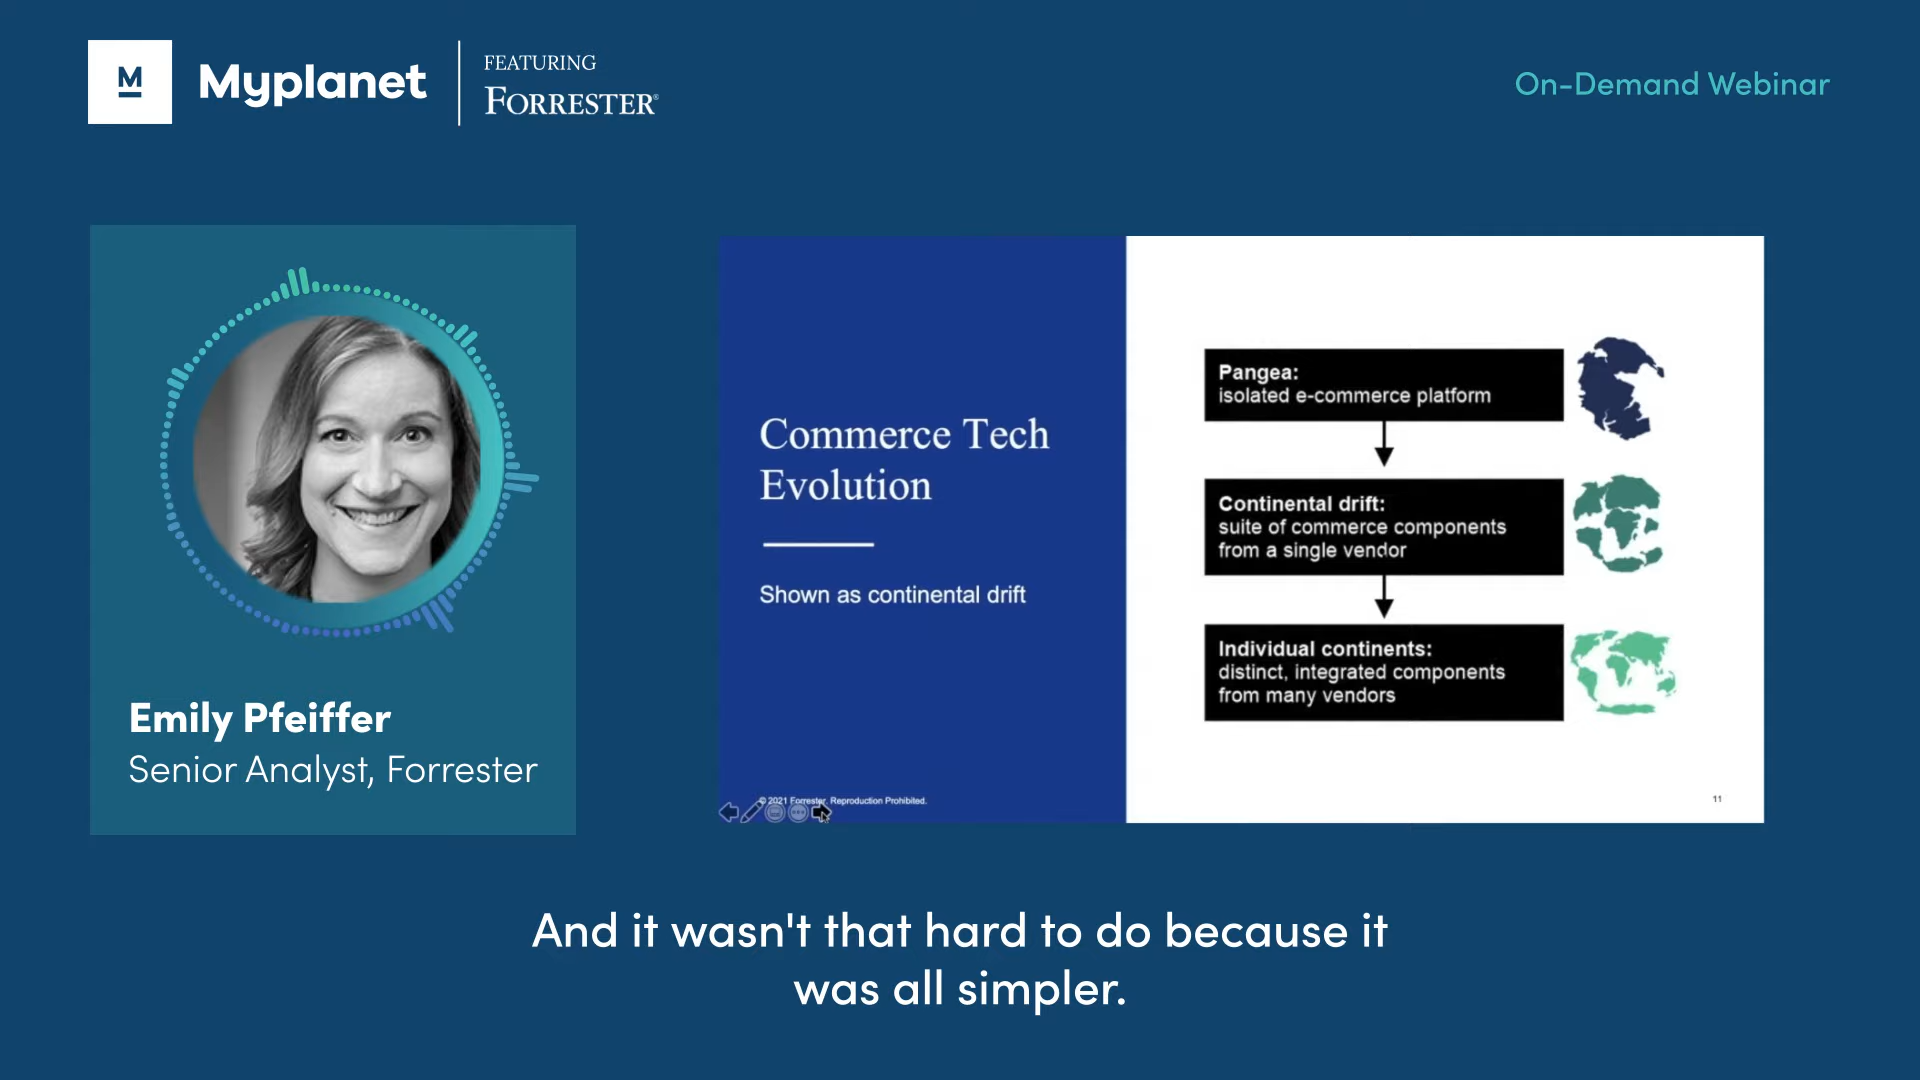 M
Myplanet
FEATURING
FORRESTER®
On-Demand Webinar
Emily Pfeiffer
Senior Analyst, Forrester
Commerce Tech
Evolution
Shown as continental drift
© 2021 Forrester. Reproduction Prohibited.
Pangea:
isolated e-commerce platform
Continental drift:
suite of commerce components
from a single vendor
Individual continents:
distinct, integrated components
from many vendors
11
And it wasn't that hard to do because it
was all simpler.